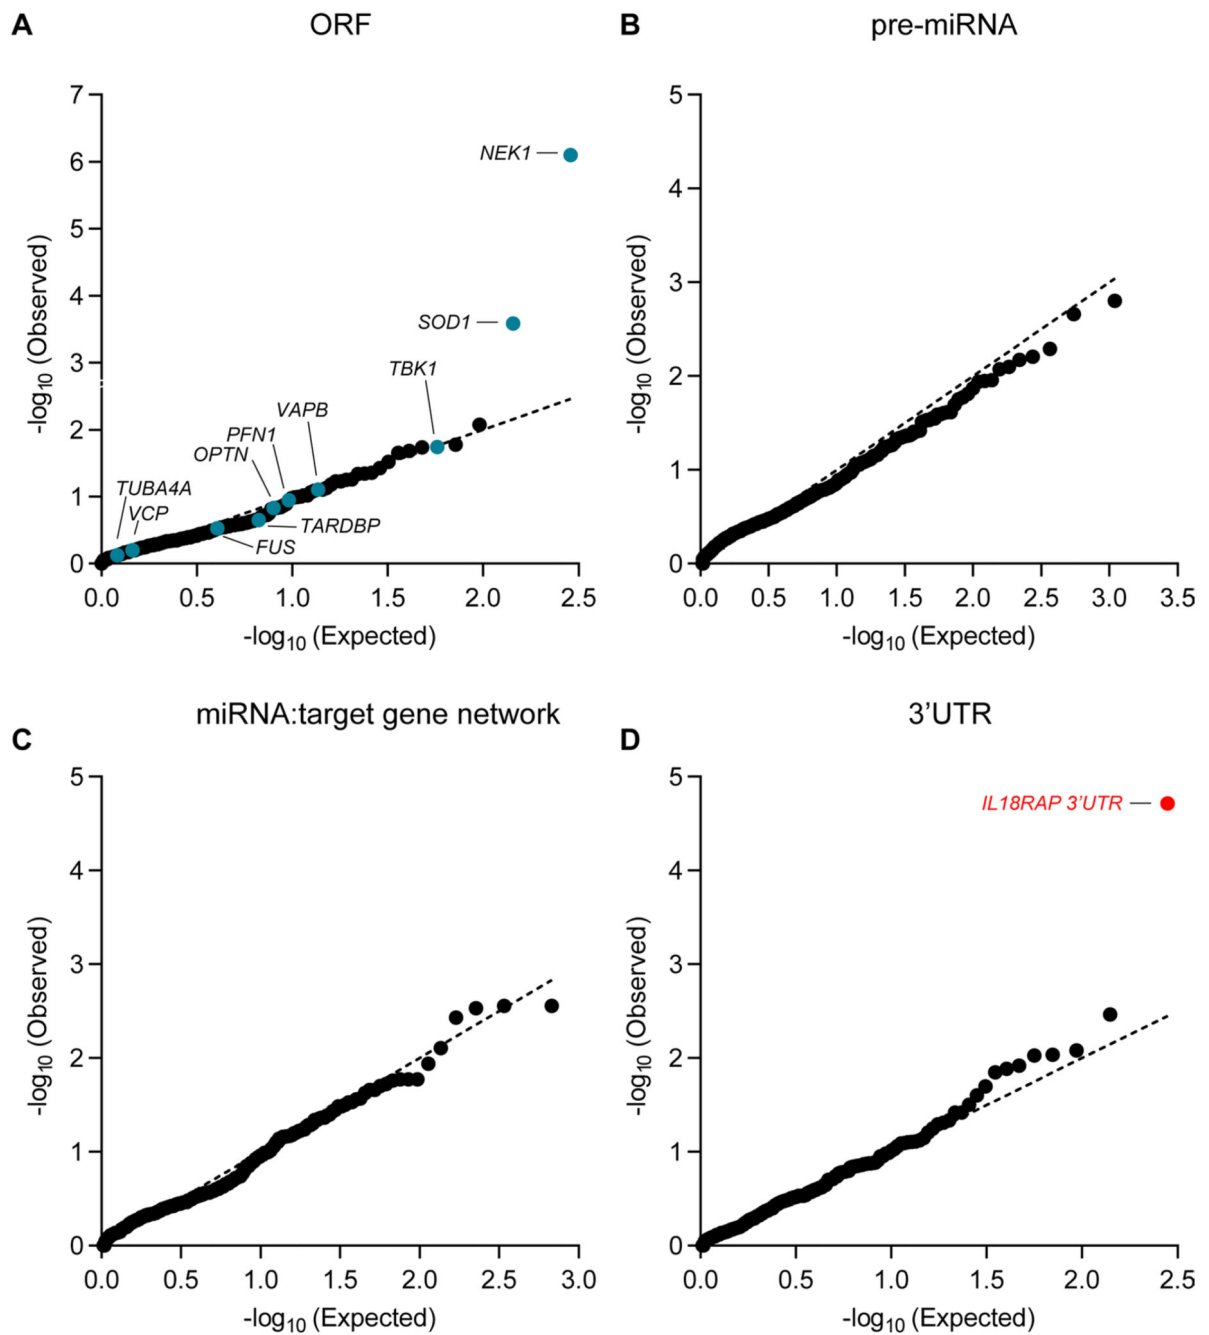 A
ORF
7
6
5
4
3
2
1
0
-log10 (Observed)
NEK1
SOD1
TBK1
VAPB
PFN1
OPTN
TUBA4A
VCP
TARDBP
FUS
0.0 0.5 1.0 1.5 2.0 2.5
-log10 (Expected)
B
pre-miRNA
5
4
3
2
1
0
-log10 (Observed)
0.0 0.5 1.0 1.5 2.0 2.5 3.0 3.5
-log10 (Expected)
C
miRNA:target gene network
5
4
3
2
1
0
-log10 (Observed)
0.0 0.5 1.0 1.5 2.0 2.5 3.0
-log10 (Expected)
D
3’UTR
5
4
3
2
1
0
-log10 (Observed)
IL18RAP 3’UTR
0.0 0.5 1.0 1.5 2.0 2.5
-log10 (Expected)